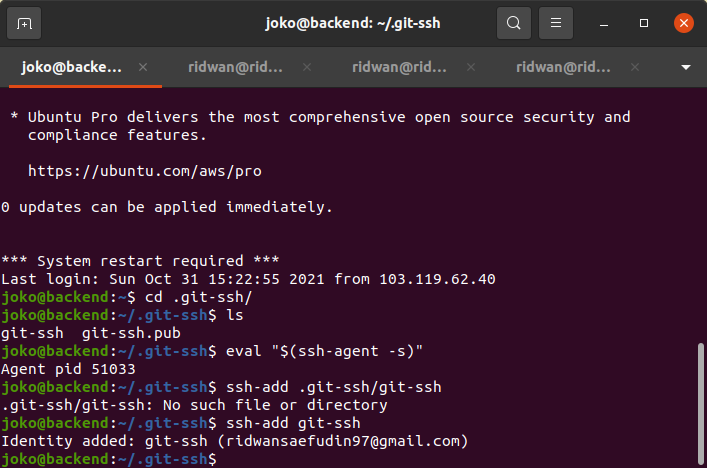 joko@backend: ~/.git-ssh
joko@backe... × ridwan@rid... × ridwan@rid... × ridwan@rid... ×
* Ubuntu Pro delivers the most comprehensive open source security and
compliance features.
https://ubuntu.com/aws/pro
0 updates can be applied immediately.
*** System restart required ***
Last login: Sun Oct 31 15:22:55 2021 from 103.119.62.40
joko@backend:~$ cd .git-ssh/
joko@backend:~/.git-ssh$ ls
git-ssh  git-ssh.pub
joko@backend:~/.git-ssh$ eval "$(ssh-agent -s)"
Agent pid 51033
joko@backend:~/.git-ssh$ ssh-add .git-ssh/git-ssh
.git-ssh/git-ssh: No such file or directory
joko@backend:~/.git-ssh$ ssh-add git-ssh
Identity added: git-ssh (ridwansaefudin97@gmail.com)
joko@backend:~/.git-ssh$